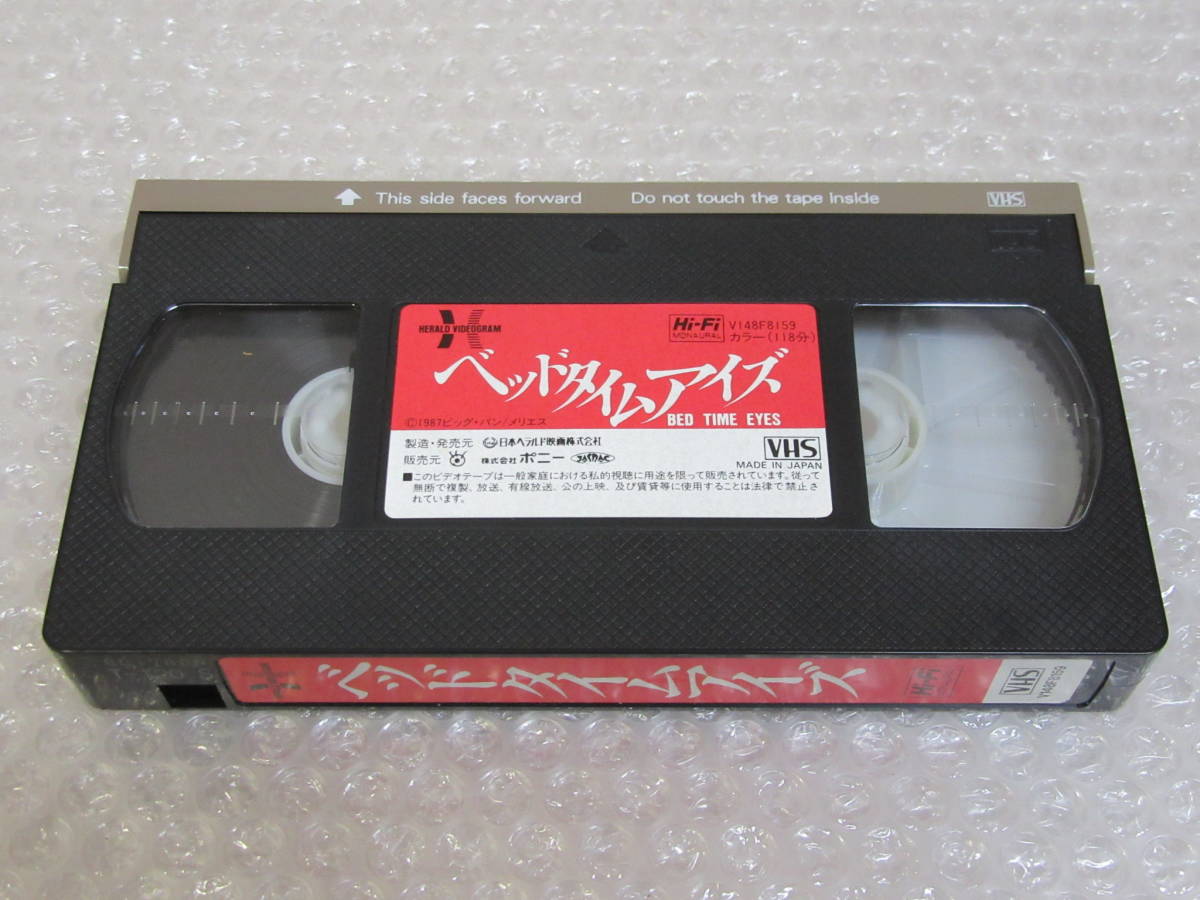 This side faces forward Do not touch the tape inside VHS
HERALD VIDEOGRAM
Hi-Fi
MONAURAL
V148F8159
カラー(118分)
ベッドタイムアイズ
BED TIME EYES
©1987ビッグ・バン/メリエス
製造・発売元 日本ヘラルド映画株式会社
販売元 株式会社 ポニー JASRAC
VHS
MADE IN JAPAN
■このビデオテープは一般家庭における私的視聴に用途を限って販売されています。従って
無断で複製、放送、有線放送、公の上映、及び賃貸等に使用することは法律で禁止さ
れています。
ベッドタイムアイズ
Hi-Fi
VHS
V148F8159